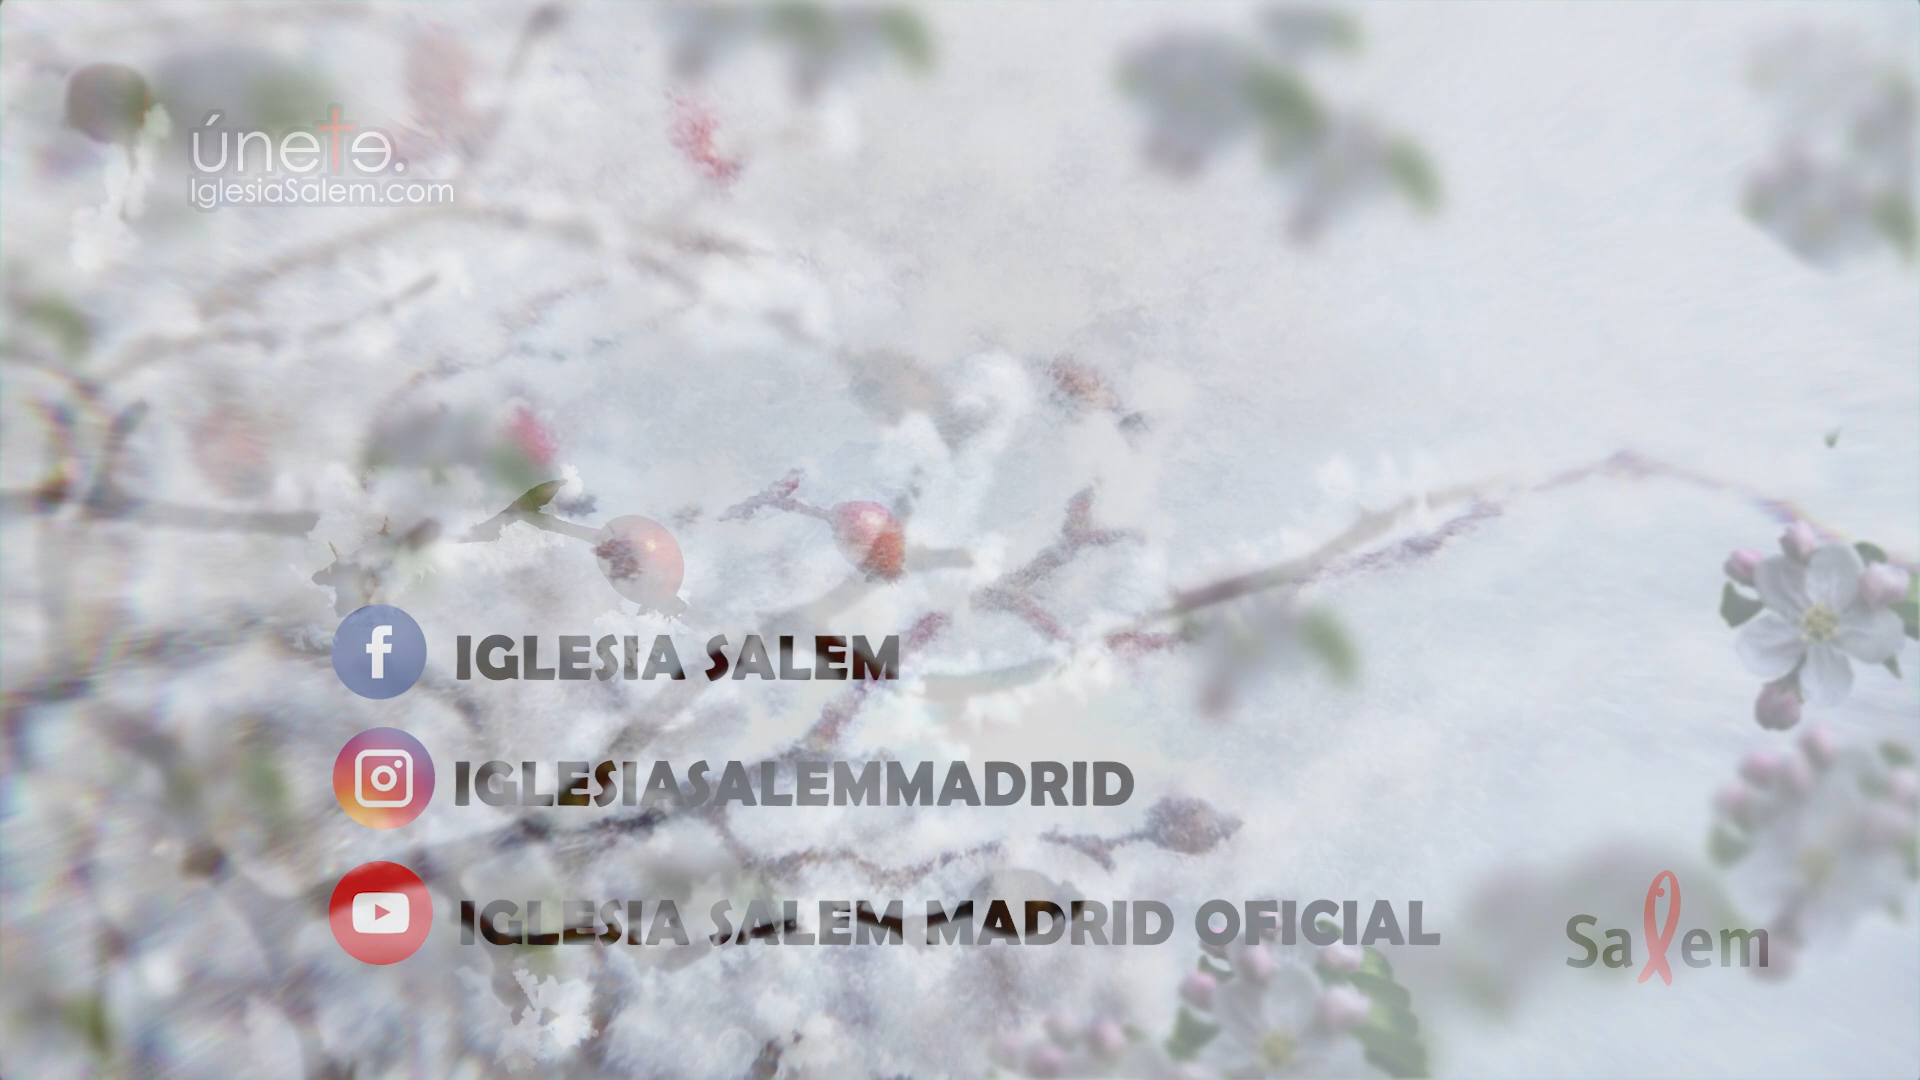 únete.
IglesiaSalem.com
IGLESIA SALEM
IGLESIASALEMMADRID
IGLESIA SALEM MADRID OFICIAL
Salem